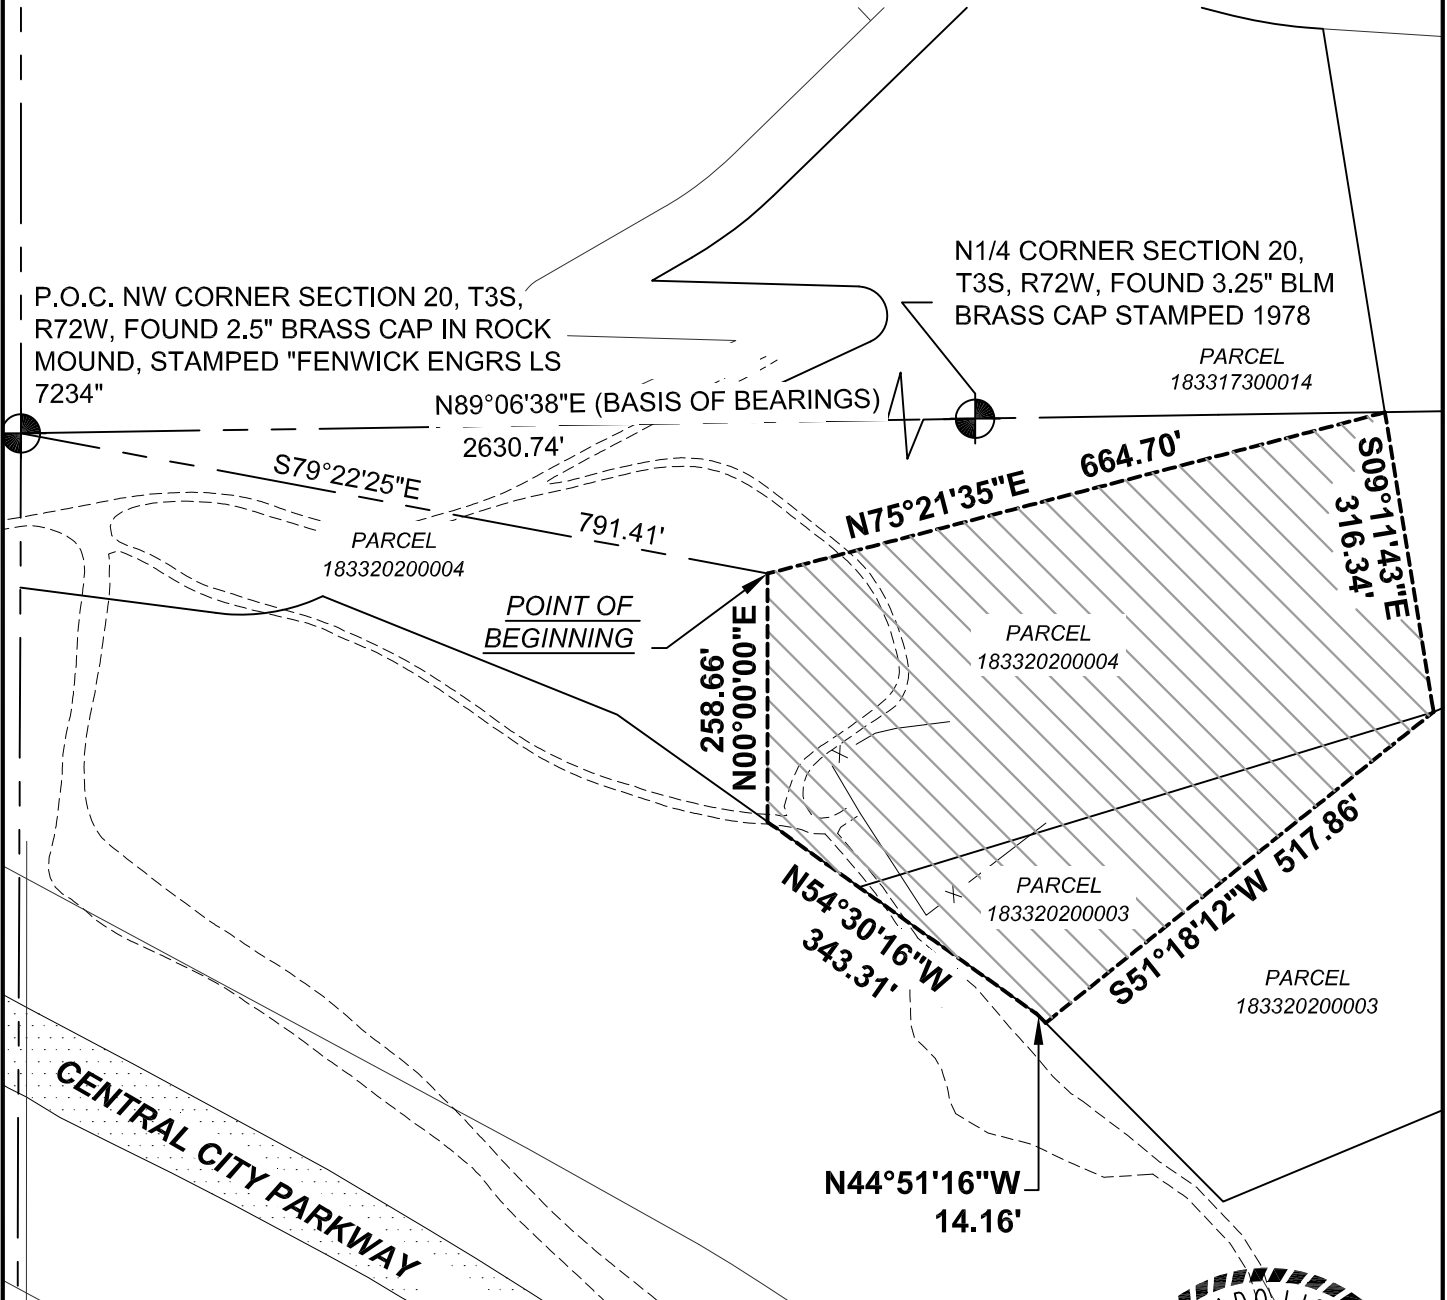 N1/4 CORNER SECTION 20,
T3S, R72W, FOUND 3.25" BLM
BRASS CAP STAMPED 1978
P.O.C. NW CORNER SECTION 20, T3S,
R72W, FOUND 2.5" BRASS CAP IN ROCK
MOUND, STAMPED "FENWICK ENGRS LS
7234"
PARCEL
183317300014
N89°06'38"E (BASIS OF BEARINGS)
2630.74'
S79°22'25"E
791.41'
N75°21'35"E 664.70'
S09°11'43"E
316.34'
PARCEL
183320200004
POINT OF
BEGINNING
258.66'
N00°00'00"E
PARCEL
183320200004
PARCEL
183320200003
N54°30'16"W
343.31'
S51°18'12"W 517.86'
PARCEL
183320200003
CENTRAL CITY PARKWAY
N44°51'16"W
14.16'